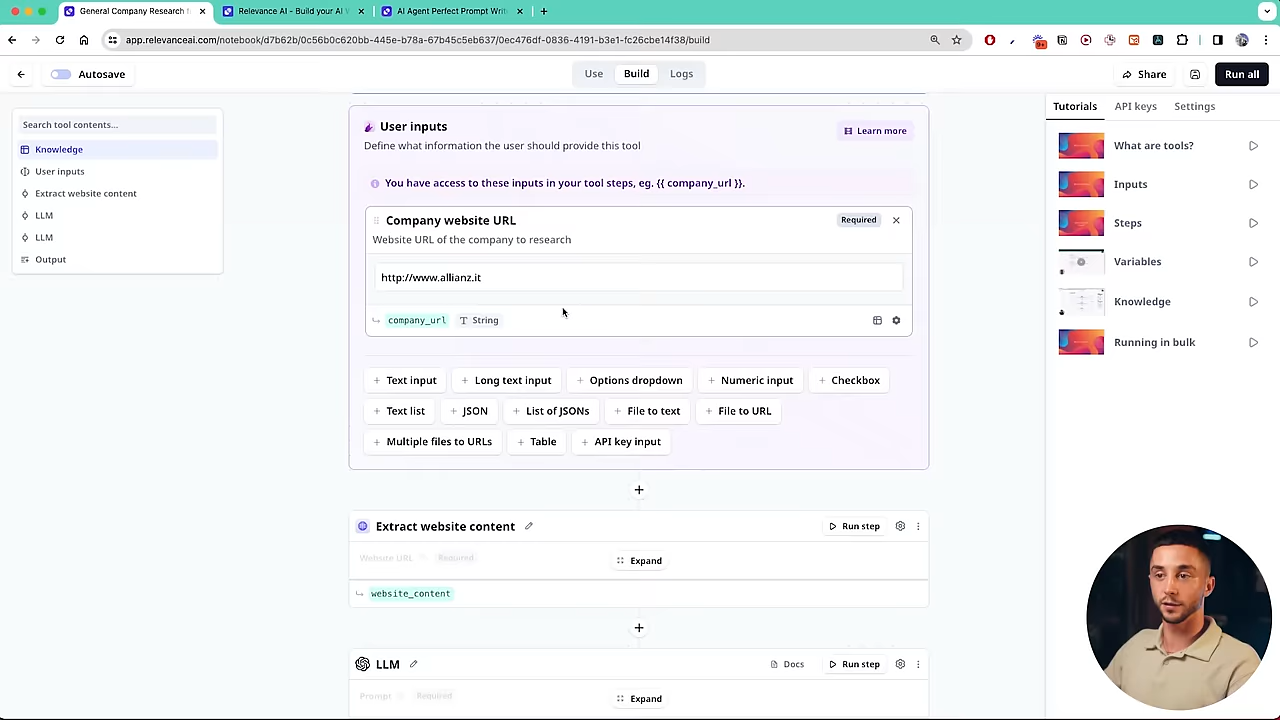 General Company Research f
Relevance AI - Build your AI V
AI Agent Perfect Prompt Write
app.relevanceai.com/notebook/d7b62b/0c56b0c620bb-445e-b78a-67b45c5eb637/0ec476df-0836-4191-b3e1-fc26cbe14f38/build
9+
Autosave
Use
Build
Logs
Share
Run all
Search tool contents...
Knowledge
User inputs
Extract website content
LLM
LLM
Output
User inputs
Learn more
Define what information the user should provide this tool
You have access to these inputs in your tool steps, eg. {{ company_url }}.
Company website URL
Required
Website URL of the company to research
http://www.allianz.it
company_url
String
+ Text input
+ Long text input
+ Options dropdown
+ Numeric input
+ Checkbox
+ Text list
+ JSON
+ List of JSONs
+ File to text
+ File to URL
+ Multiple files to URLs
+ Table
+ API key input
Extract website content
Run step
Website URL
Required
Expand
website_content
LLM
Docs
Run step
Prompt
Required
Expand
Tutorials
API keys
Settings
What are tools?
Inputs
Steps
Variables
Knowledge
Running in bulk